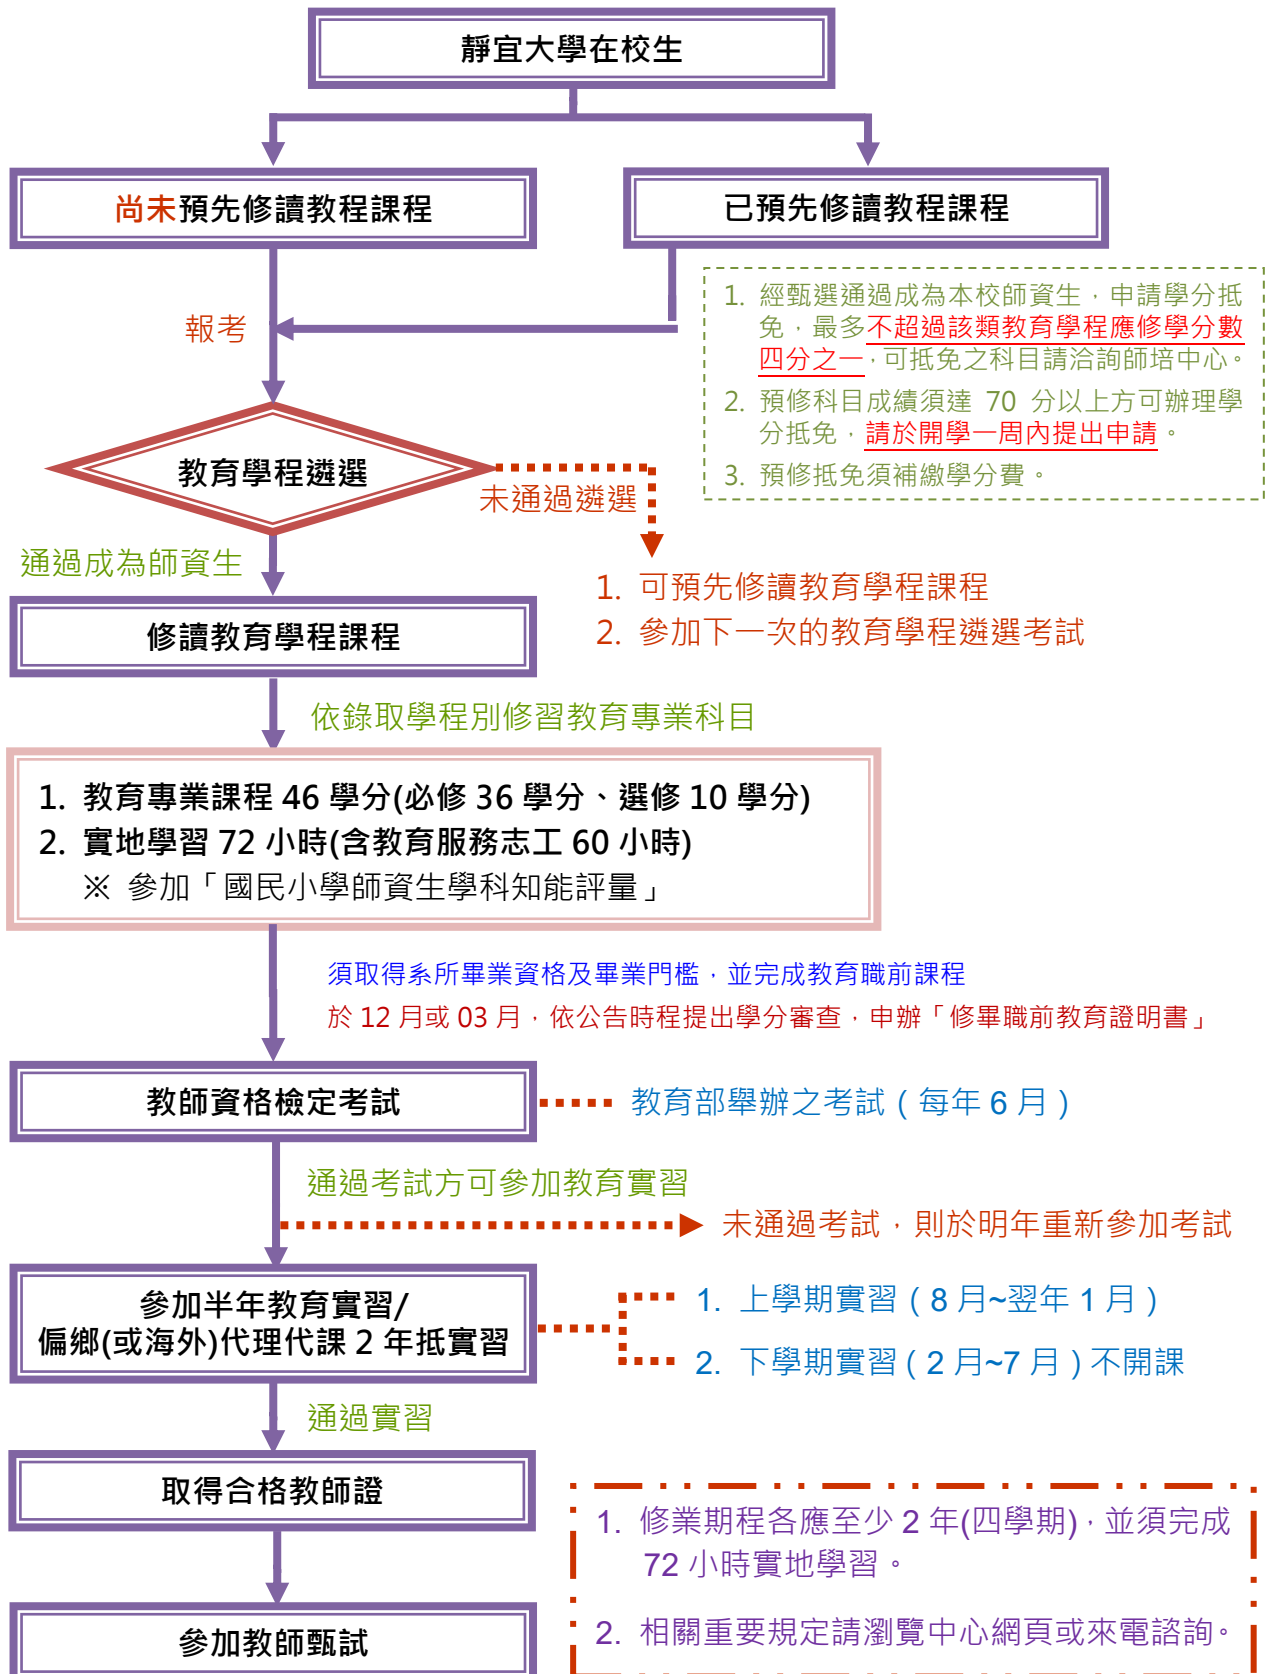 靜宜大學在校生
尚未預先修讀教程課程
已預先修讀教程課程
報考
1. 經甄選通過成為本校師資生，申請學分抵
免，最多不超過該類教育學程應修學分數
四分之一，可抵免之科目請洽詢師培中心。
2. 預修科目成績須達 70 分以上方可辦理學
分抵免，請於開學一周內提出申請。
3. 預修抵免須補繳學分費。
教育學程遴選
未通過遴選
通過成為師資生
1. 可預先修讀教育學程課程
2. 參加下一次的教育學程遴選考試
修讀教育學程課程
依錄取學程別修習教育專業科目
1. 教育專業課程 46 學分(必修 36 學分、選修 10 學分)
2. 實地學習 72 小時(含教育服務志工 60 小時)
※ 參加「國民小學師資生學科知能評量」
須取得系所畢業資格及畢業門檻，並完成教育職前課程
於 12 月或 03 月，依公告時程提出學分審查，申辦「修畢職前教育證明書」
教師資格檢定考試
教育部舉辦之考試（每年 6 月）
通過考試方可參加教育實習
未通過考試，則於明年重新參加考試
參加半年教育實習/
偏鄉(或海外)代理代課 2 年抵實習
1. 上學期實習（8 月~翌年 1 月）
2. 下學期實習（2 月~7 月）不開課
通過實習
取得合格教師證
1. 修業期程各應至少 2 年(四學期)，並須完成
72 小時實地學習。
參加教師甄試
2. 相關重要規定請瀏覽中心網頁或來電諮詢。